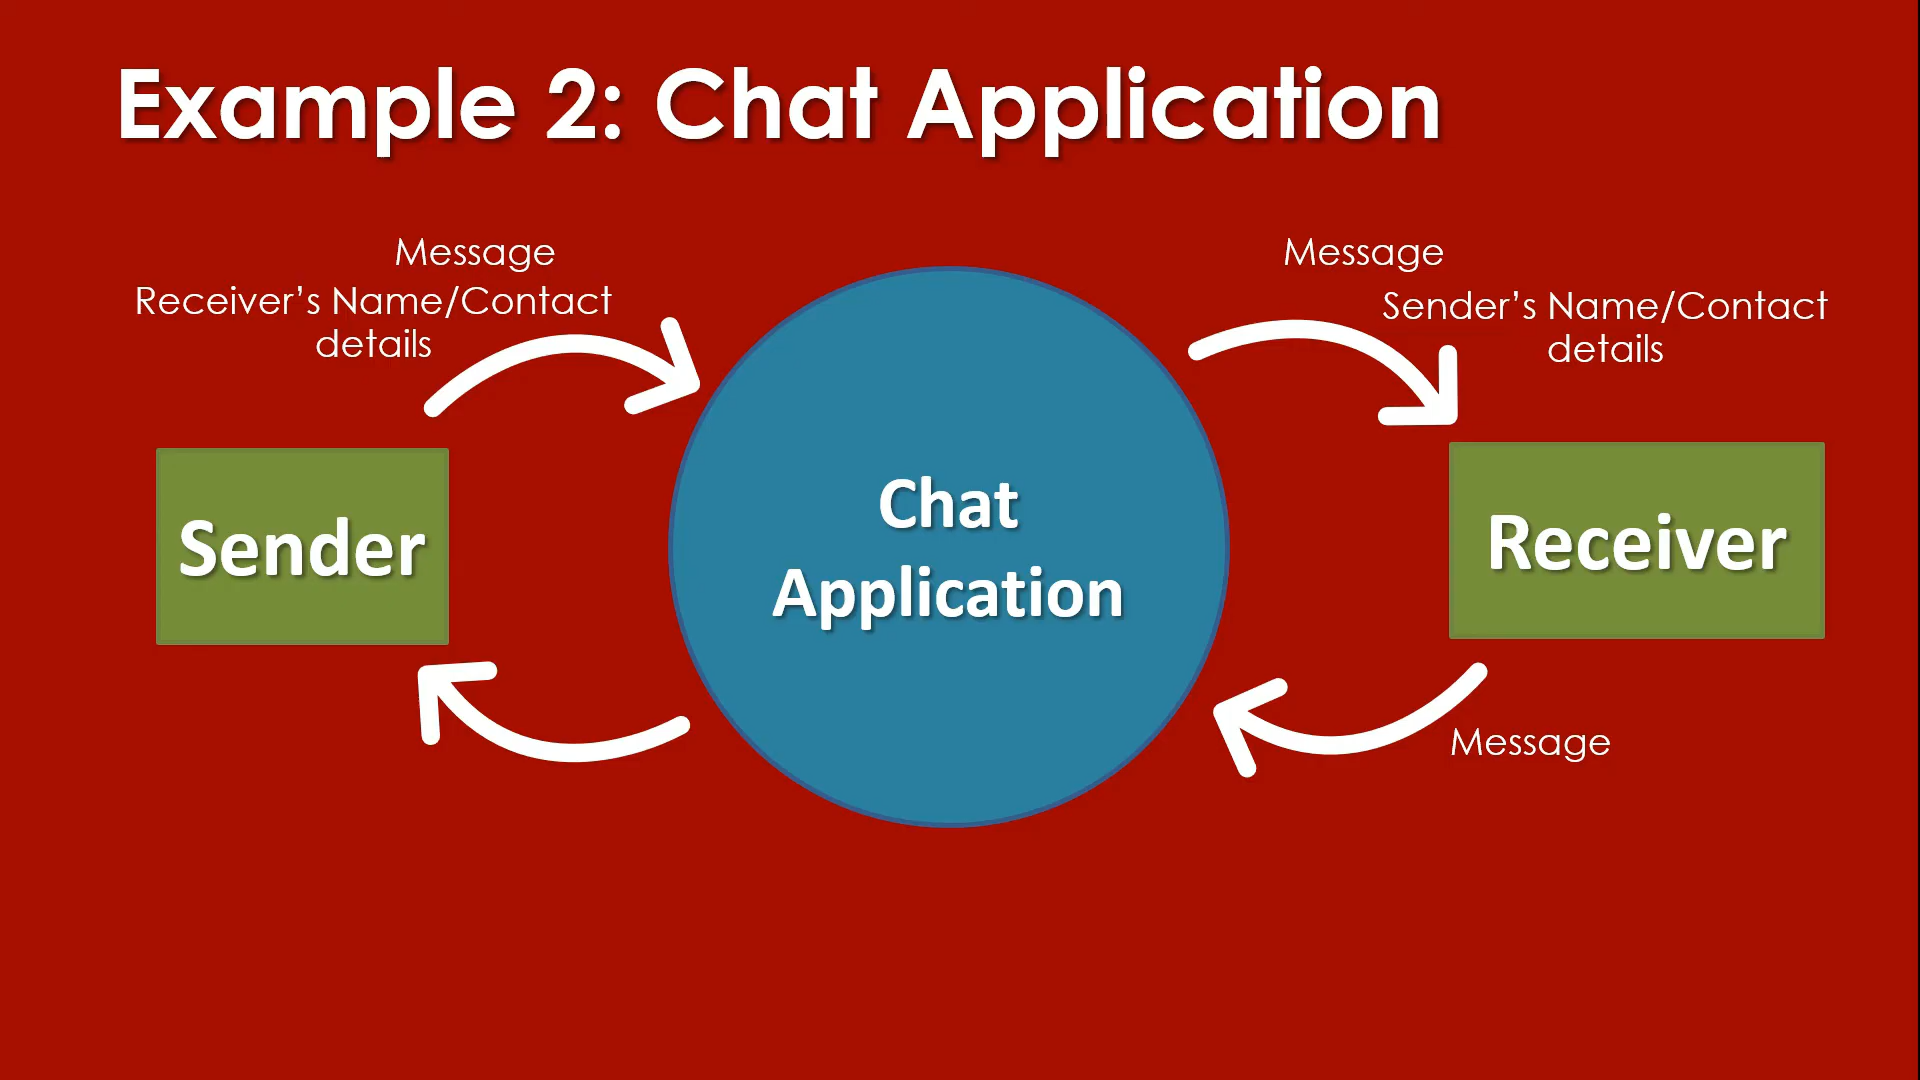 Example 2: Chat Application
Message
Receiver’s Name/Contact
details
Message
Sender’s Name/Contact
details
Sender
Chat
Application
Receiver
Message